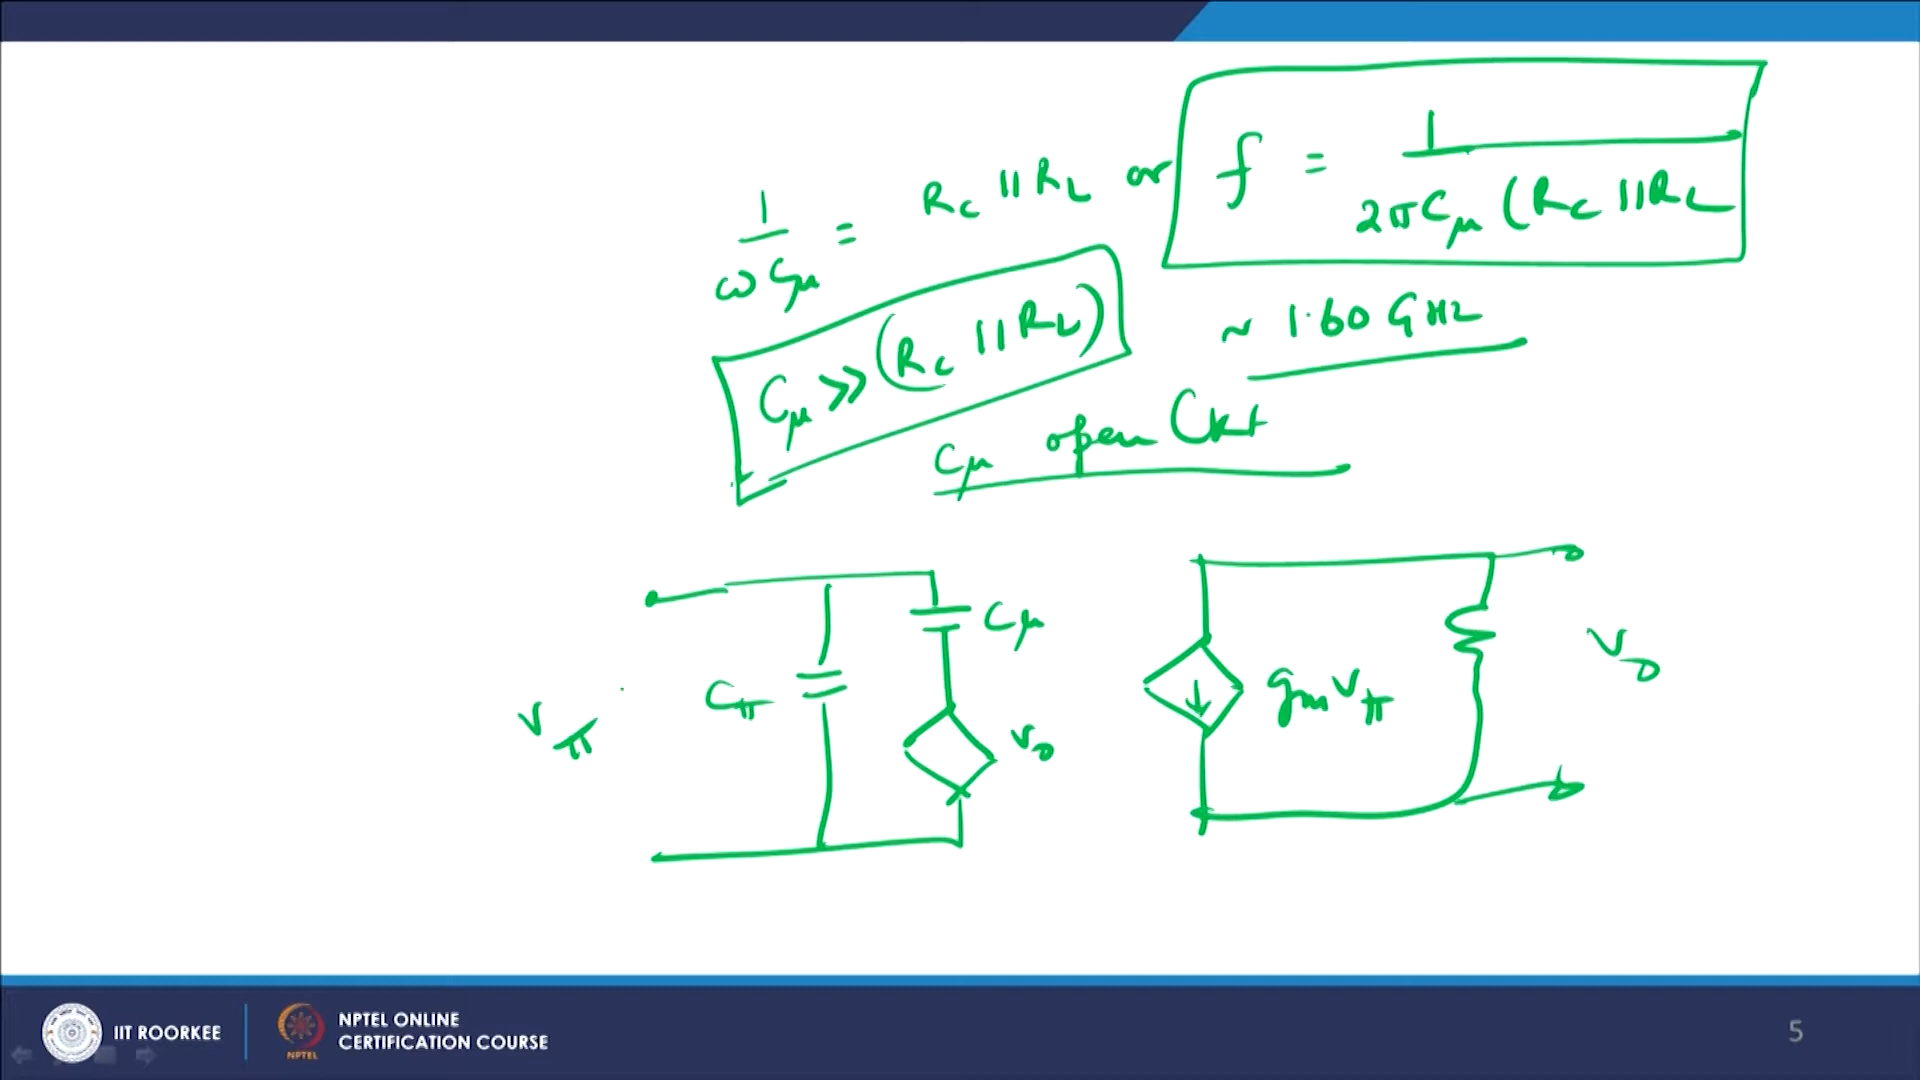 1/ωCμ = Rc || RL or f = 1/2πCμ (Rc || RL
~ 1.60 GHz
Cμ >> (Rc || RL)
Cμ open Ckt
Cμ
Vπ Cπ Vo gmVπ Vo
IIT ROORKEE
NPTEL
NPTEL ONLINE
CERTIFICATION COURSE
5